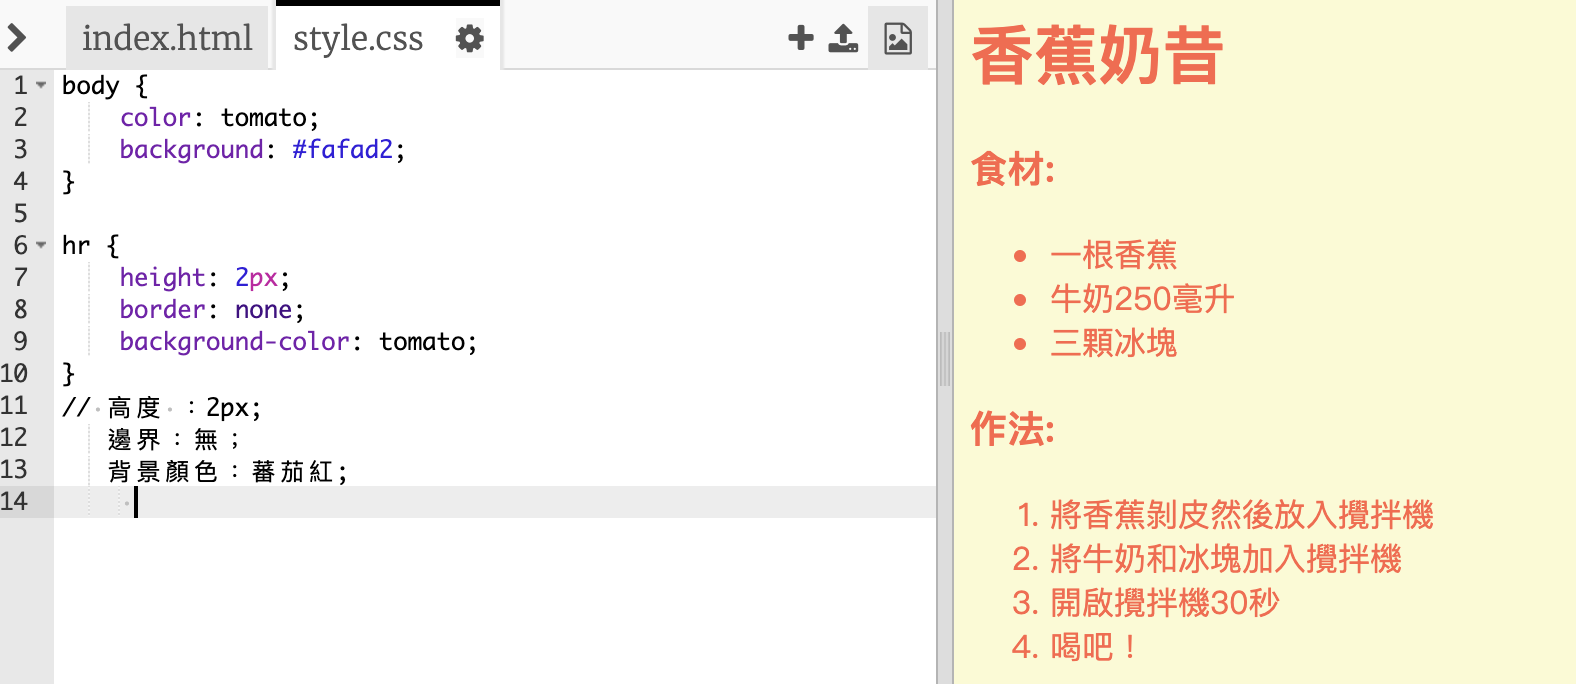 index.html
style.css
1 body {
2 color: tomato;
3 background: #fafad2;
4 }
5
6 hr {
7 height: 2px;
8 border: none;
9 background-color: tomato;
10 }
11 // 高度 ：2px;
12 邊界：無；
13 背景顏色：蕃茄紅;
14
香蕉奶昔
食材:
• 一根香蕉
• 牛奶250毫升
• 三顆冰塊
作法:
1. 將香蕉剝皮然後放入攪拌機
2. 將牛奶和冰塊加入攪拌機
3. 開啟攪拌機30秒
4. 喝吧！